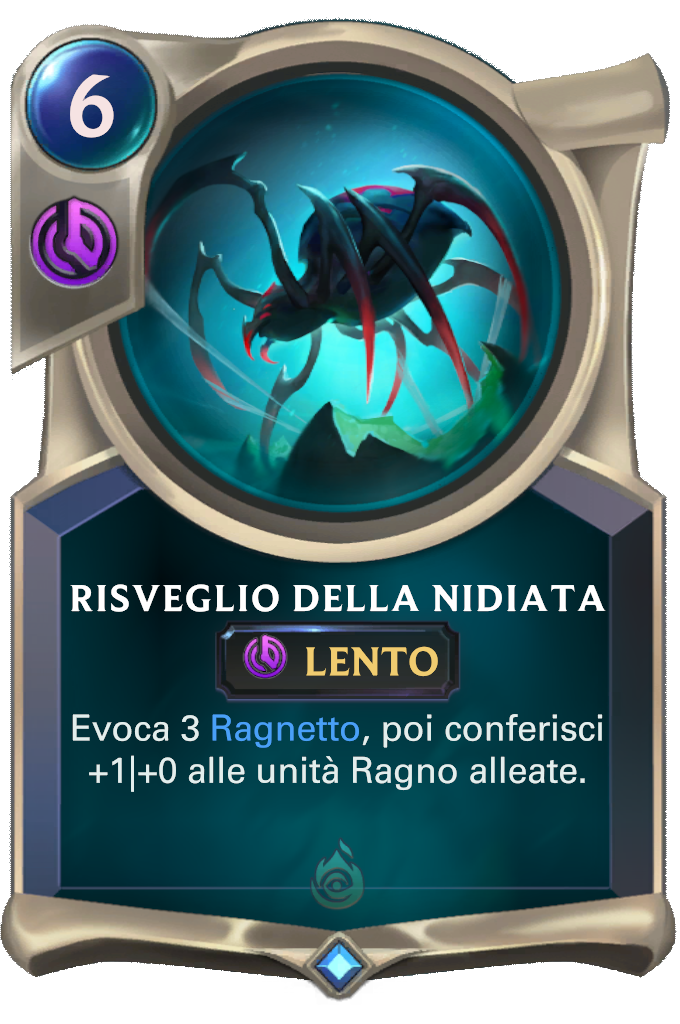 6
RISVEGLIO DELLA NIDIATA
LENTO
Evoca 3 Ragnetto, poi conferisci
+1|+0 alle unità Ragno alleate.